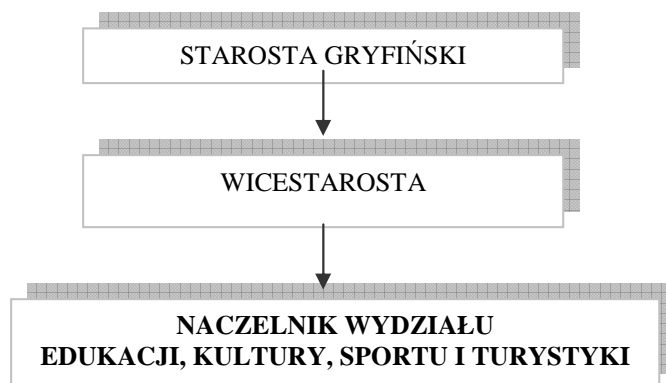 STAROSTA GRYFIŃSKI
WICESTAROSTA
NACZELNIK WYDZIAŁU
EDUKACJI, KULTURY, SPORTU I TURYSTYKI